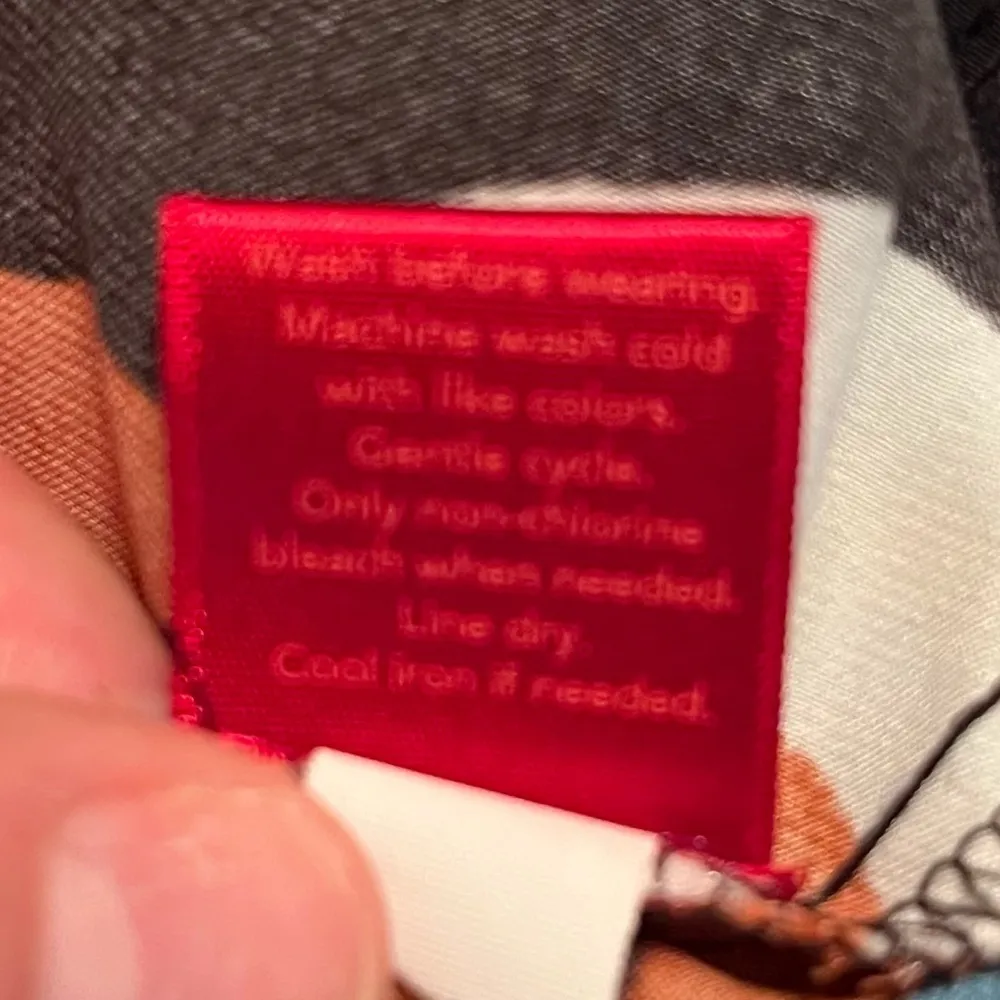 Wash before wearing.
Machine wash cold
with like colors.
Gentle cycle.
Only non-chlorine
bleach when needed.
Line dry.
Cool iron if needed.